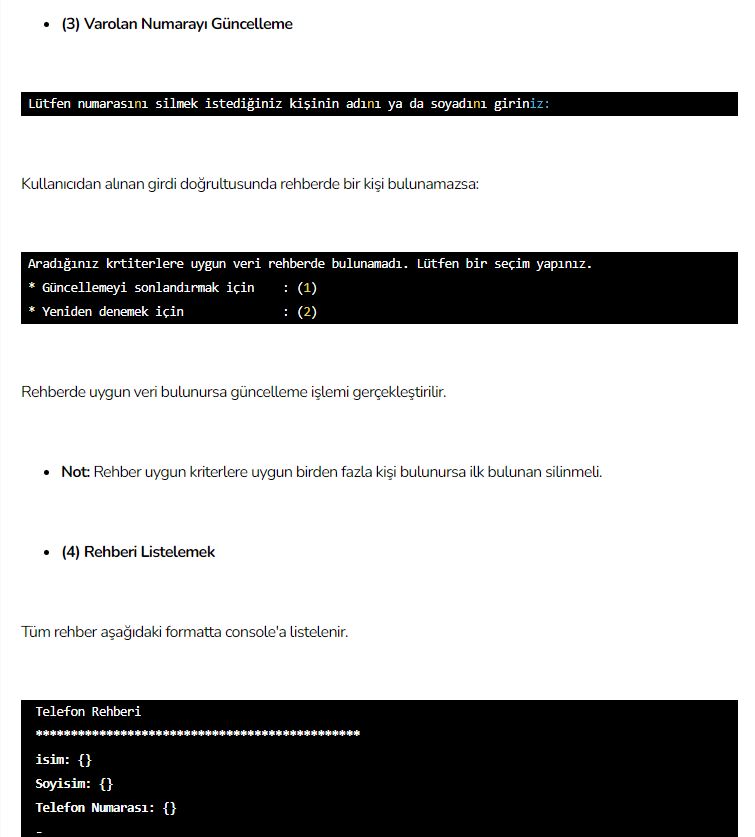 (3) Varolan Numarayı Güncelleme
Lütfen numarasını silmek istediğiniz kişinin adını ya da soyadını giriniz:
Kullanıcıdan alınan girdi doğrultusunda rehberde bir kişi bulunamazsa:
Aradığınız krtiterlere uygun veri rehberde bulunamadı. Lütfen bir seçim yapınız.
* Güncellemeyi sonlandırmak için    : (1)
* Yeniden denemek için              : (2)
Rehberde uygun veri bulunursa güncelleme işlemi gerçekleştirilir.
Not: Rehber uygun kriterlere uygun birden fazla kişi bulunursa ilk bulunan silinmeli.
(4) Rehberi Listelemek
Tüm rehber aşağıdaki formatta console'a listelenir.
Telefon Rehberi
**********************************************
isim: {}
Soyisim: {}
Telefon Numarası: {}
-